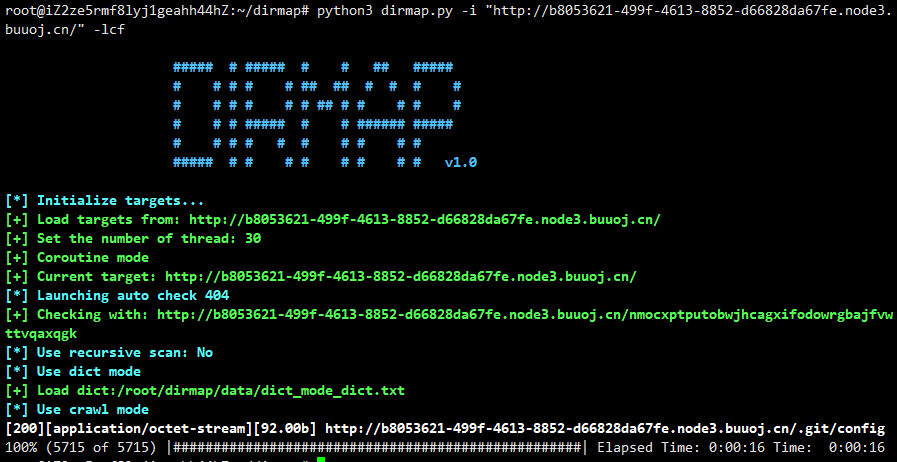 root@iZ2ze5rmf8lyj1geahh44hZ:~/dirmap# python3 dirmap.py -i "http://b8053621-499f-4613-8852-d66828da67fe.node3.
buuoj.cn/" -lcf
##### # ##### # # ## #####
# # # # # ## ## # # # #
# # # # # # ## # # # # #
# # # ##### # # ###### #####
# # # # # # # # # #
##### # # # # # # # # v1.0
[*] Initialize targets...
[+] Load targets from: http://b8053621-499f-4613-8852-d66828da67fe.node3.buuoj.cn/
[+] Set the number of thread: 30
[+] Coroutine mode
[+] Current target: http://b8053621-499f-4613-8852-d66828da67fe.node3.buuoj.cn/
[*] Launching auto check 404
[+] Checking with: http://b8053621-499f-4613-8852-d66828da67fe.node3.buuoj.cn/nmocxptputobwjhcagxifodowrgbajfvw
ttvqaxqgk
[*] Use recursive scan: No
[*] Use dict mode
[+] Load dict:/root/dirmap/data/dict_mode_dict.txt
[*] Use crawl mode
[200][application/octet-stream][92.00b] http://b8053621-499f-4613-8852-d66828da67fe.node3.buuoj.cn/.git/config
100% (5715 of 5715) |###################################################| Elapsed Time: 0:00:16 Time:  0:00:16